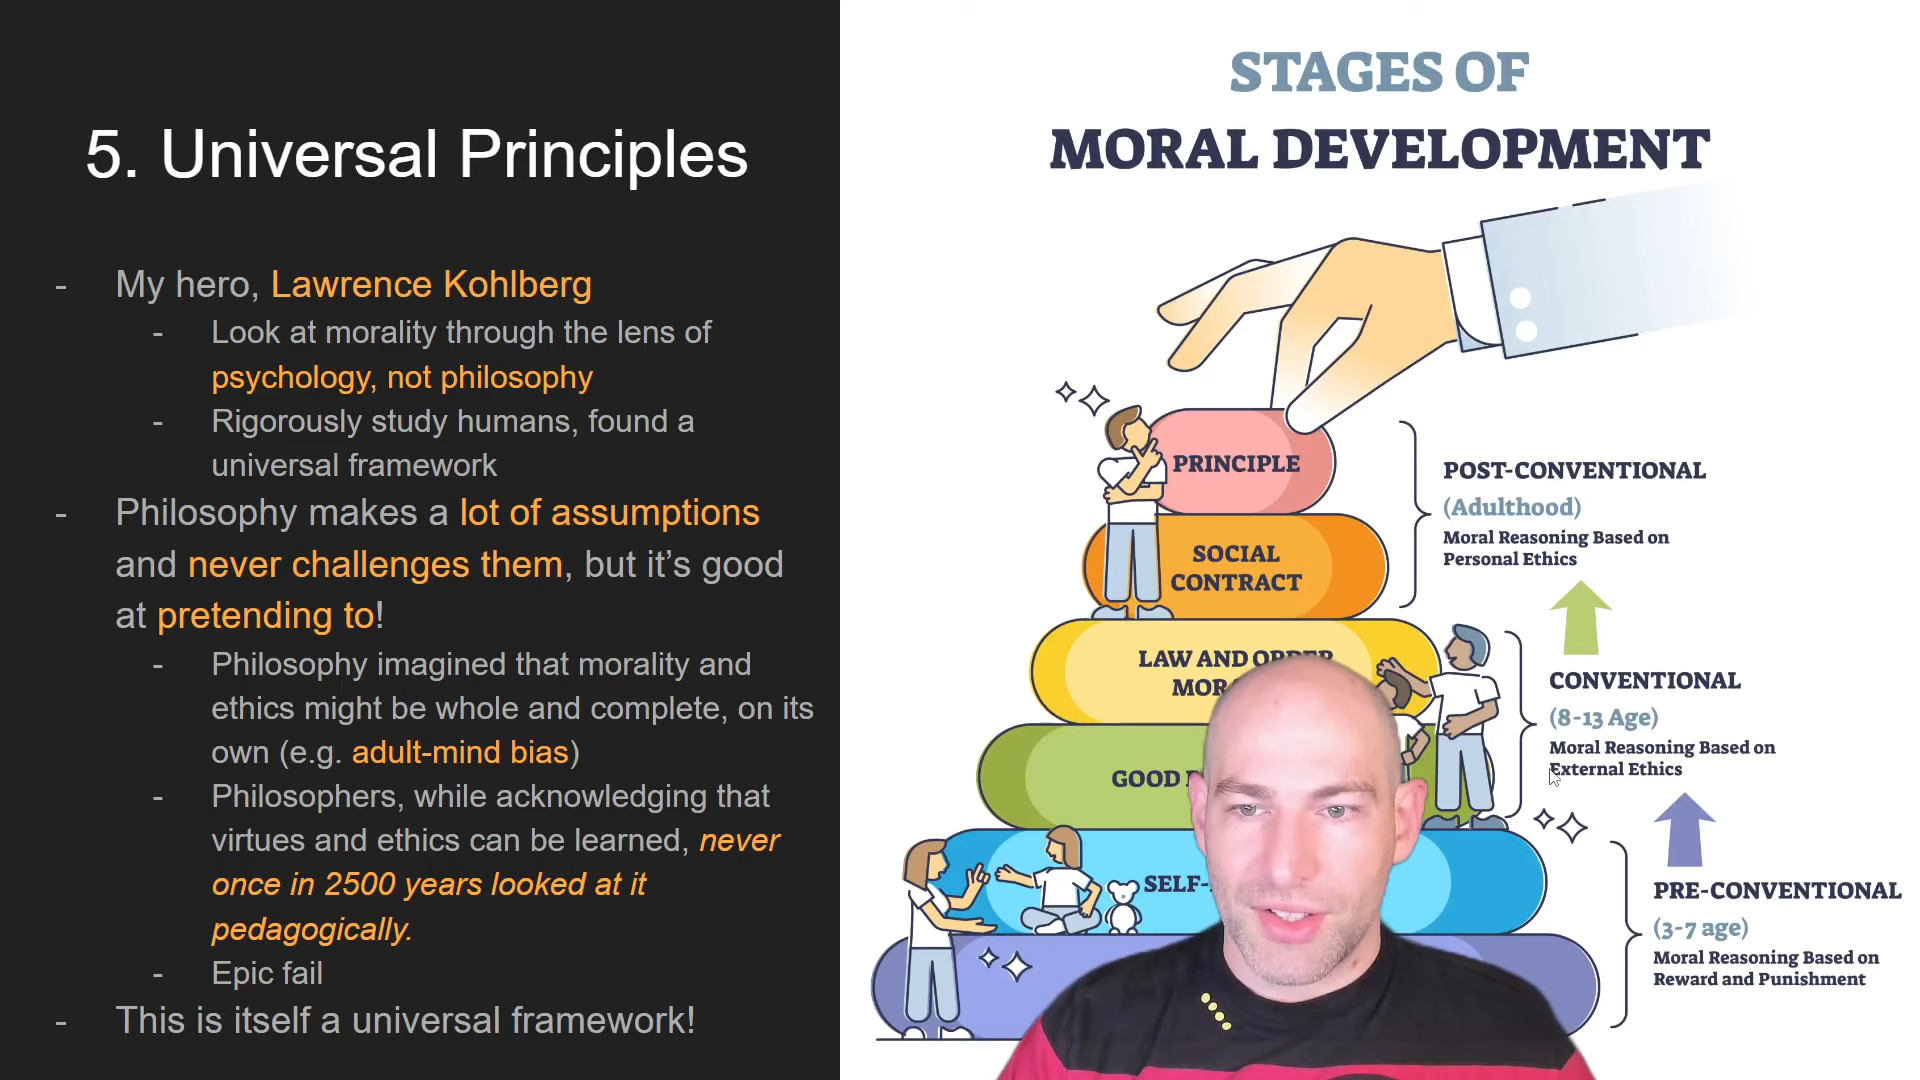 5. Universal Principles
- My hero, Lawrence Kohlberg
- Look at morality through the lens of
psychology, not philosophy
- Rigorously study humans, found a
universal framework
- Philosophy makes a lot of assumptions
and never challenges them, but it’s good
at pretending to!
- Philosophy imagined that morality and
ethics might be whole and complete, on its
own (e.g. adult-mind bias)
- Philosophers, while acknowledging that
virtues and ethics can be learned, never
once in 2500 years looked at it
pedagogically.
- Epic fail
- This is itself a universal framework!
STAGES OF
MORAL DEVELOPMENT
PRINCIPLE
SOCIAL
CONTRACT
LAW AND ORDER
GOOD
SELF-
POST-CONVENTIONAL
(Adulthood)
Moral Reasoning Based on
Personal Ethics
CONVENTIONAL
(8-13 Age)
Moral Reasoning Based on
External Ethics
PRE-CONVENTIONAL
(3-7 age)
Moral Reasoning Based on
Reward and Punishment